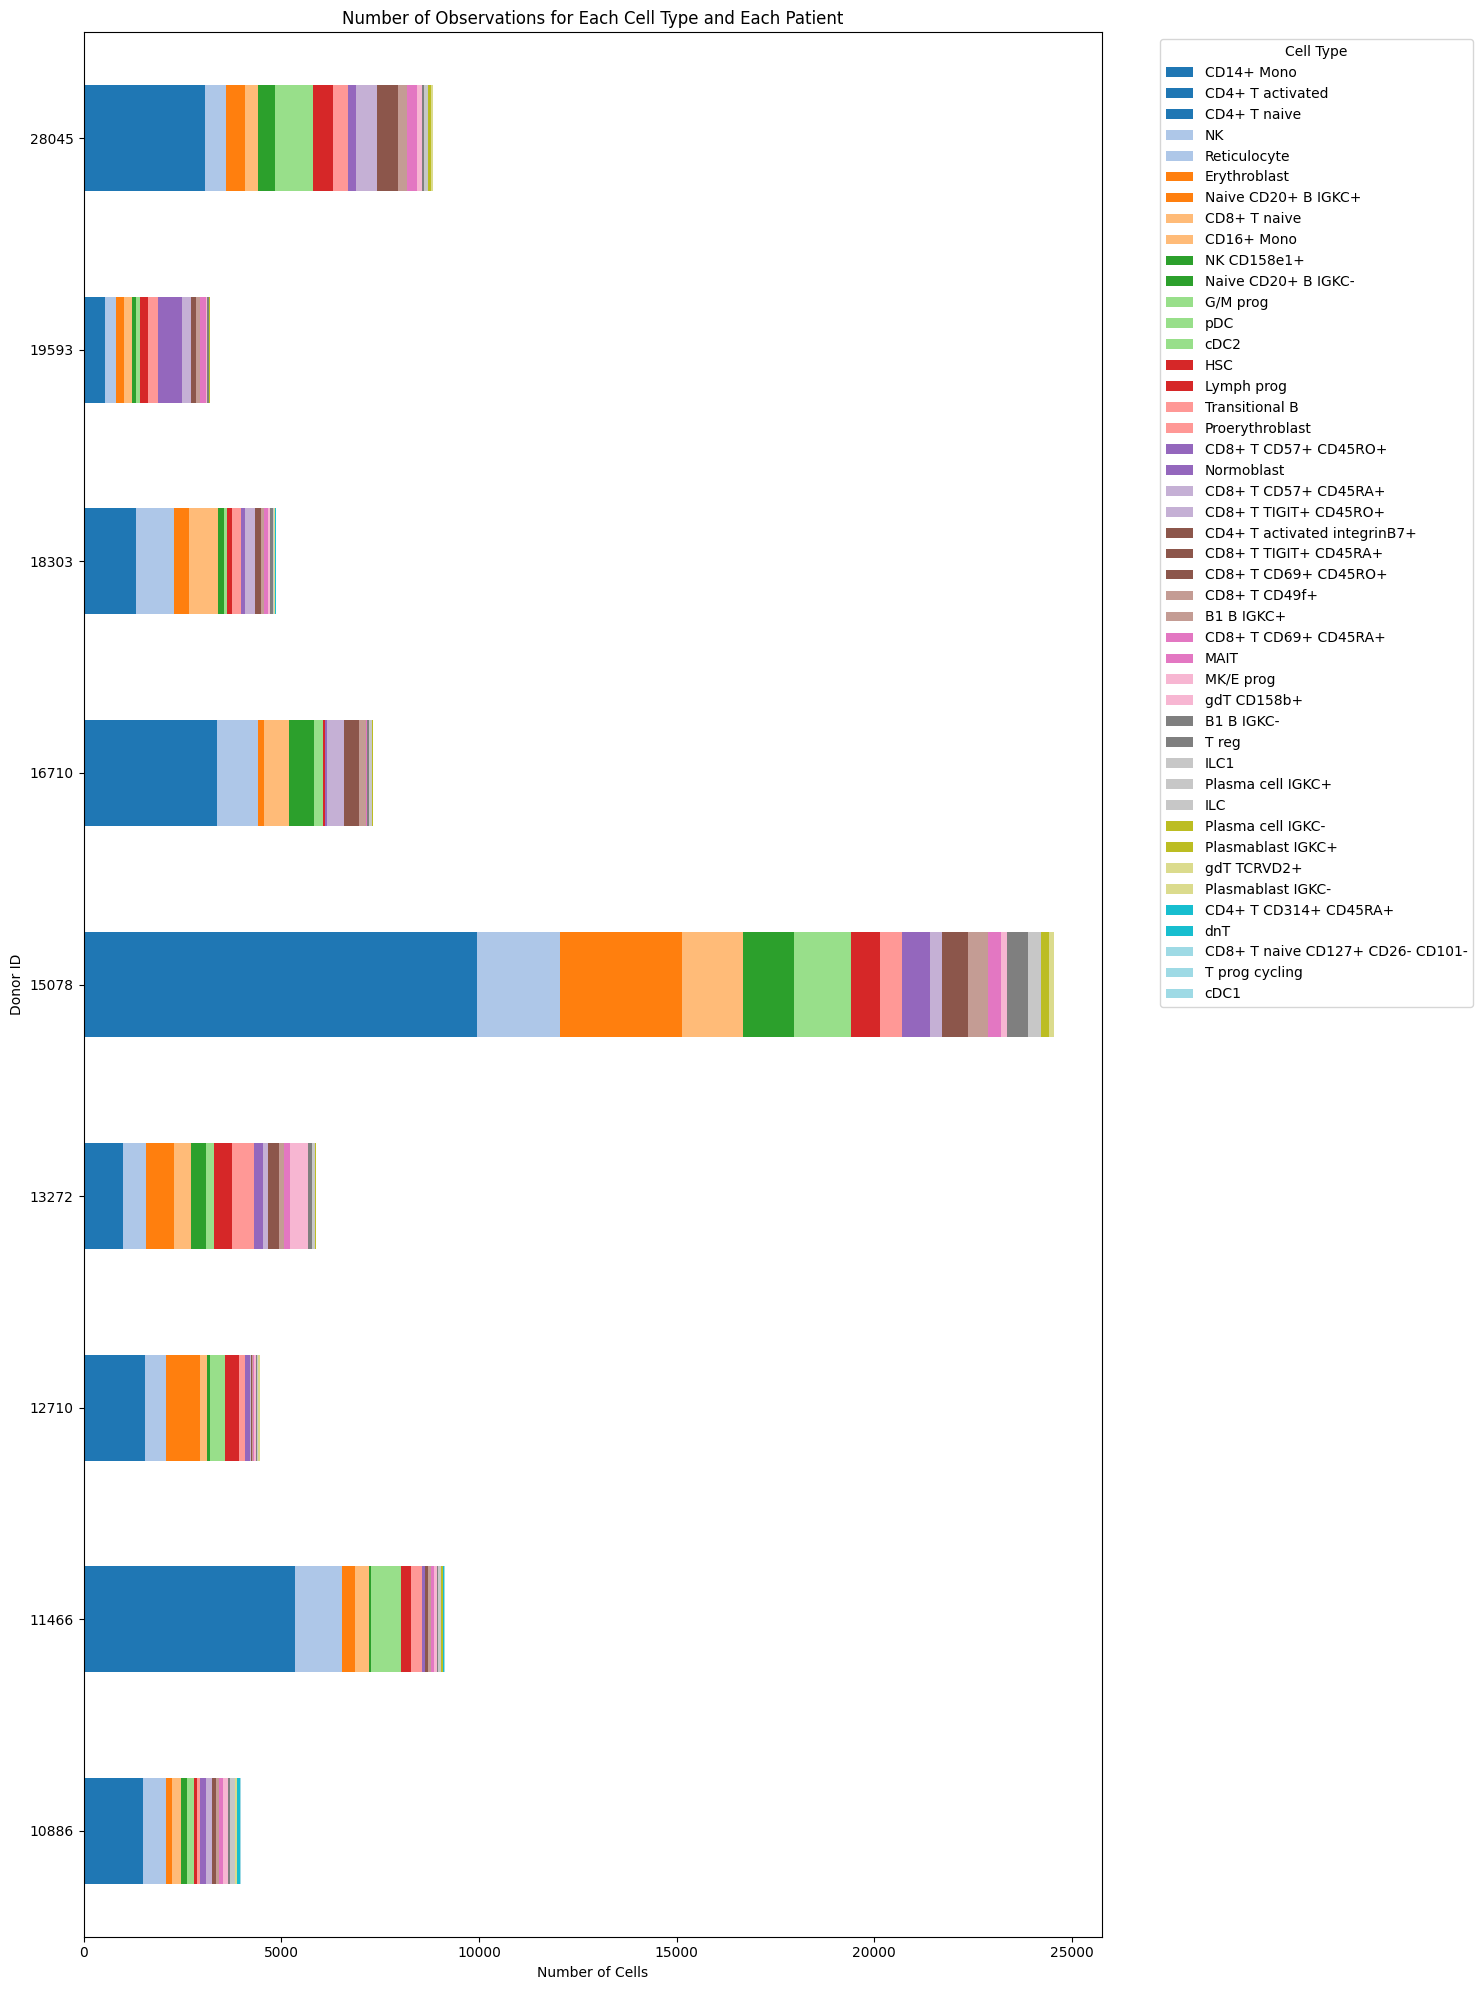 Number of Observations for Each Cell Type and Each Patient
Donor ID
28045
19593
18303
16710
15078
13272
12710
11466
10886
0 5000 10000 15000 20000 25000
Number of Cells
Cell Type
CD14+ Mono
CD4+ T activated
CD4+ T naive
NK
Reticulocyte
Erythroblast
Naive CD20+ B IGKC+
CD8+ T naive
CD16+ Mono
NK CD158e1+
Naive CD20+ B IGKC-
G/M prog
pDC
cDC2
HSC
Lymph prog
Transitional B
Proerythroblast
CD8+ T CD57+ CD45RO+
Normoblast
CD8+ T CD57+ CD45RA+
CD8+ T TIGIT+ CD45RO+
CD4+ T activated integrinB7+
CD8+ T TIGIT+ CD45RA+
CD8+ T CD69+ CD45RO+
CD8+ T CD49f+
B1 B IGKC+
CD8+ T CD69+ CD45RA+
MAIT
MK/E prog
gdT CD158b+
B1 B IGKC-
T reg
ILC1
Plasma cell IGKC+
ILC
Plasma cell IGKC-
Plasmablast IGKC+
gdT TCRVD2+
Plasmablast IGKC-
CD4+ T CD314+ CD45RA+
dnT
CD8+ T naive CD127+ CD26- CD101-
T prog cycling
cDC1